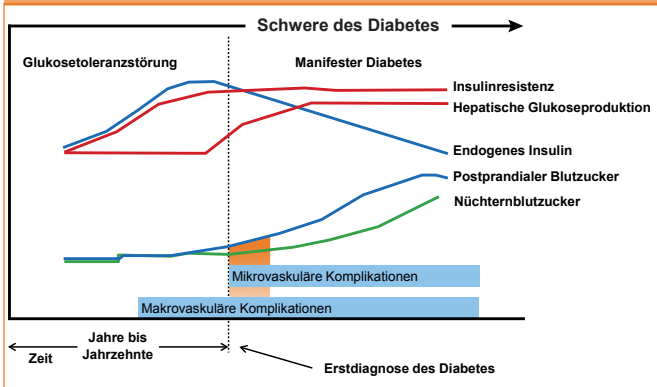 Schwere des Diabetes
Glukosetoleranzstörung
Manifester Diabetes
Insulinresistenz
Hepatische Glukoseproduktion
Endogenes Insulin
Postprandialer Blutzucker
Nüchternblutzucker
Mikrovaskuläre Komplikationen
Makrovaskuläre Komplikationen
Jahre bis
Jahrzehnte
Zeit
Erstdiagnose des Diabetes